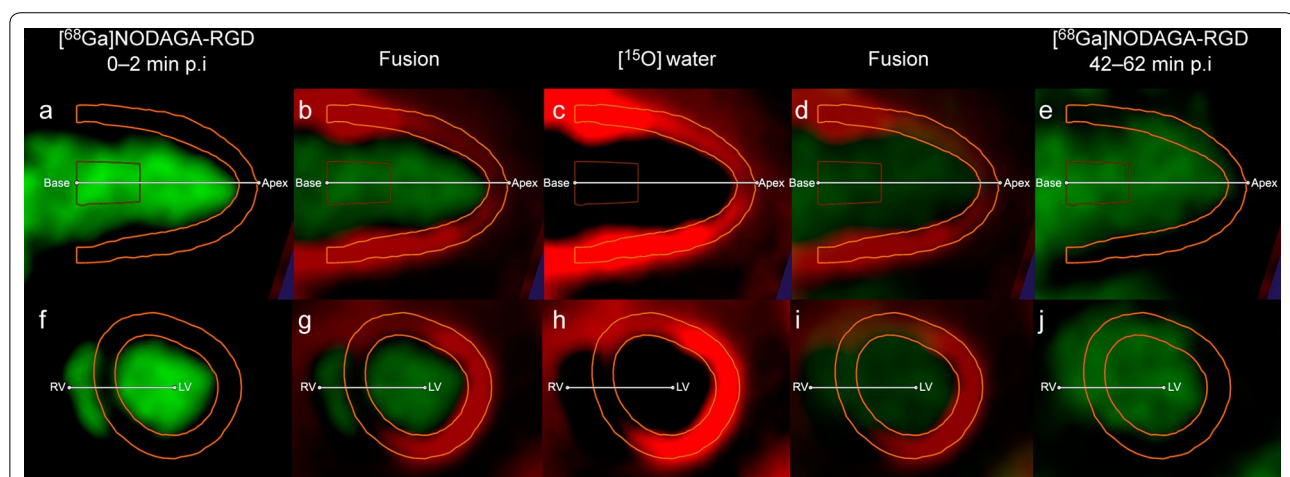 [⁶⁸Ga]NODAGA-RGD
0–2 min p.i
Fusion
[¹⁵O] water
Fusion
[⁶⁸Ga]NODAGA-RGD
42–62 min p.i
a
b
c
d
e
Base
Apex
Base
Apex
Base
Apex
Base
Apex
Base
Apex
f
g
h
i
j
RV
LV
RV
LV
RV
LV
RV
LV
RV
LV